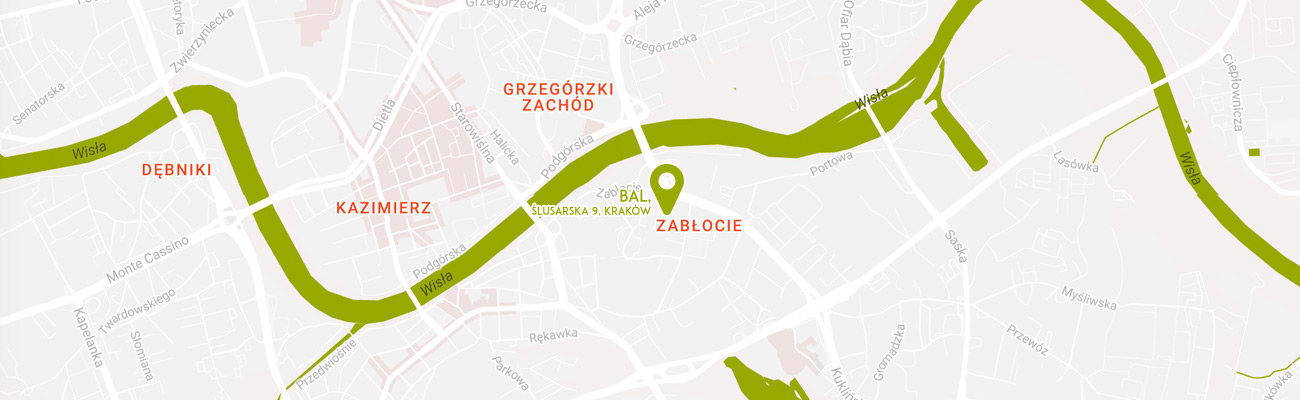 Grzegórzecka
Aleja
Ofiar Dąbia
Zwierzyniecka
Grzegórzecka
Senatorska
Ciepłownicza
GRZEGÓRZKI
ZACHÓD
Wisła
Dietla
Starowiślna
Halicka
Wisła
DĘBNIKI
Podgórska
Portowa
Lasówka
Wisła
Zabłocie
BAL,
ŚLUSARSKA 9, KRAKÓW
KAZIMIERZ
ZABŁOCIE
Monte Cassino
Podgórska
Saska
Wisła
Twardowskiego
Myśliwska
Kapelanka
Rękawka
Słomiana
Przedwiośnie
Gromadzka
Przewóz
Parkowa